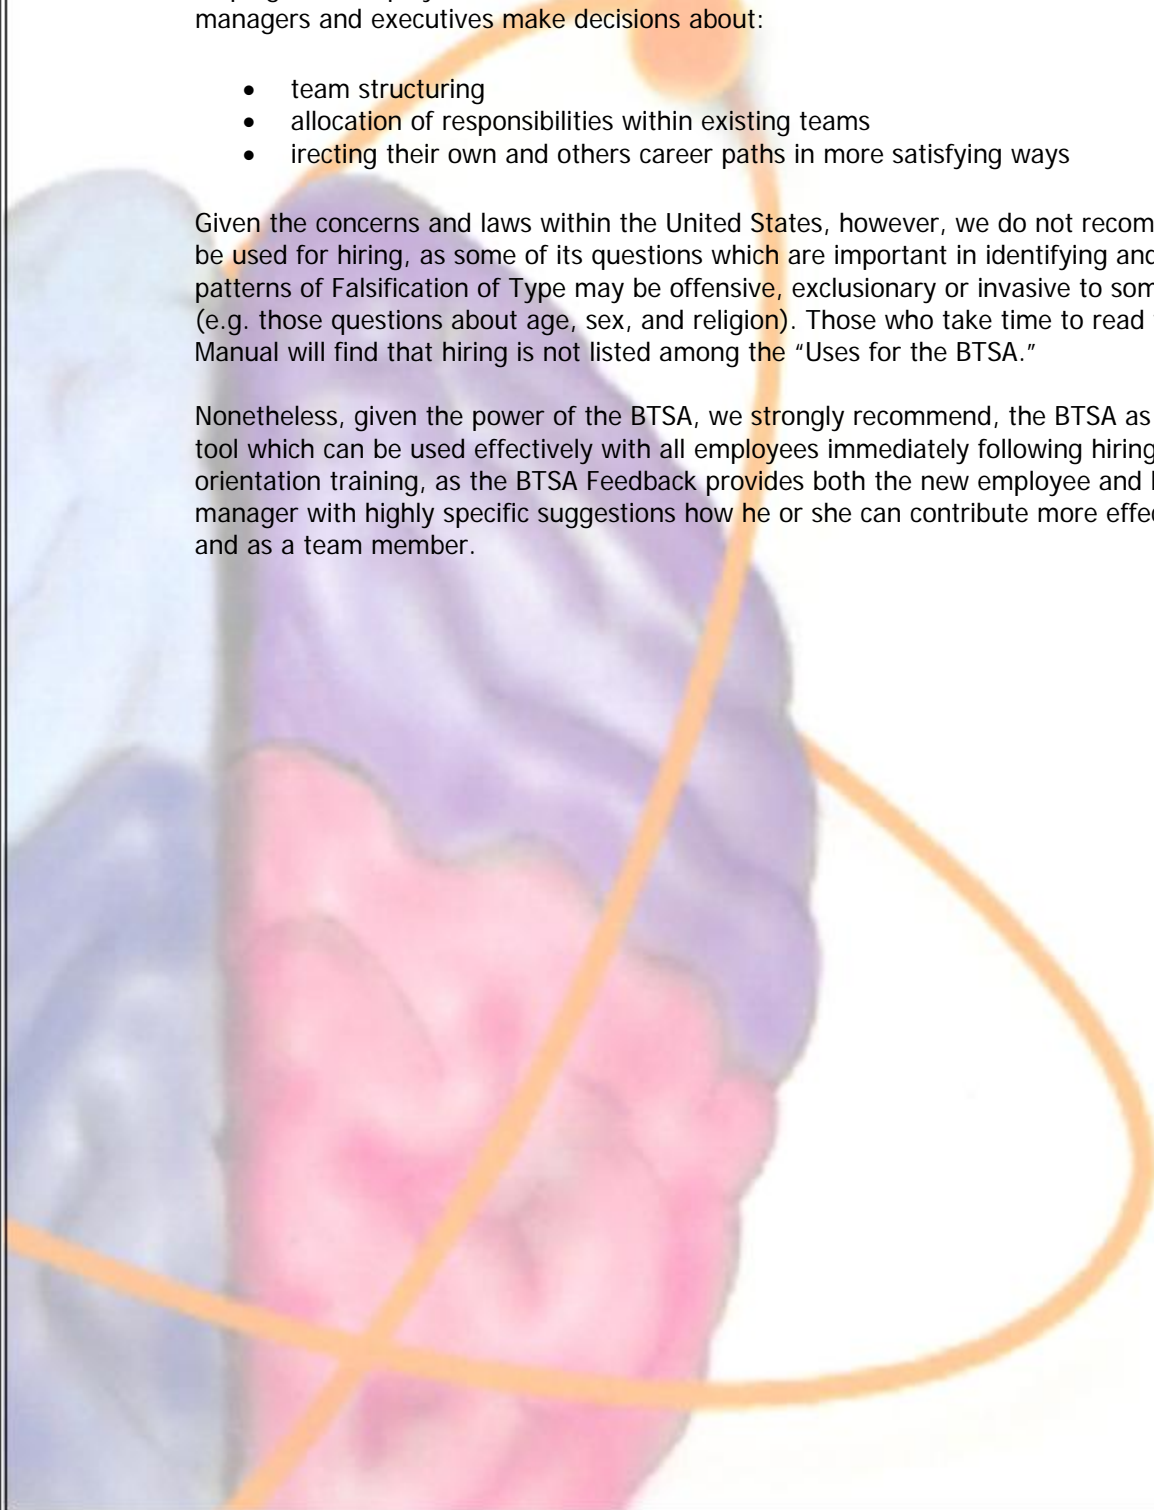 managers and executives make decisions about:
• team structuring
• allocation of responsibilities within existing teams
• irecting their own and others career paths in more satisfying ways
Given the concerns and laws within the United States, however, we do not recom
be used for hiring, as some of its questions which are important in identifying and
patterns of Falsification of Type may be offensive, exclusionary or invasive to som
(e.g. those questions about age, sex, and religion). Those who take time to read
Manual will find that hiring is not listed among the “Uses for the BTSA.”
Nonetheless, given the power of the BTSA, we strongly recommend, the BTSA as
tool which can be used effectively with all employees immediately following hiring
orientation training, as the BTSA Feedback provides both the new employee and
manager with highly specific suggestions how he or she can contribute more effec
and as a team member.